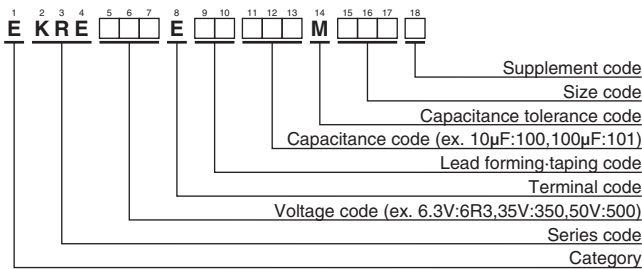 1 2 3 4 5 6 7 8 9 10 11 12 13 14 15 16 17 18
E KRE E M
Supplement code
Size code
Capacitance tolerance code
Capacitance code (ex. 10μF:100,100μF:101)
Lead forming·taping code
Terminal code
Voltage code (ex. 6.3V:6R3,35V:350,50V:500)
Series code
Category